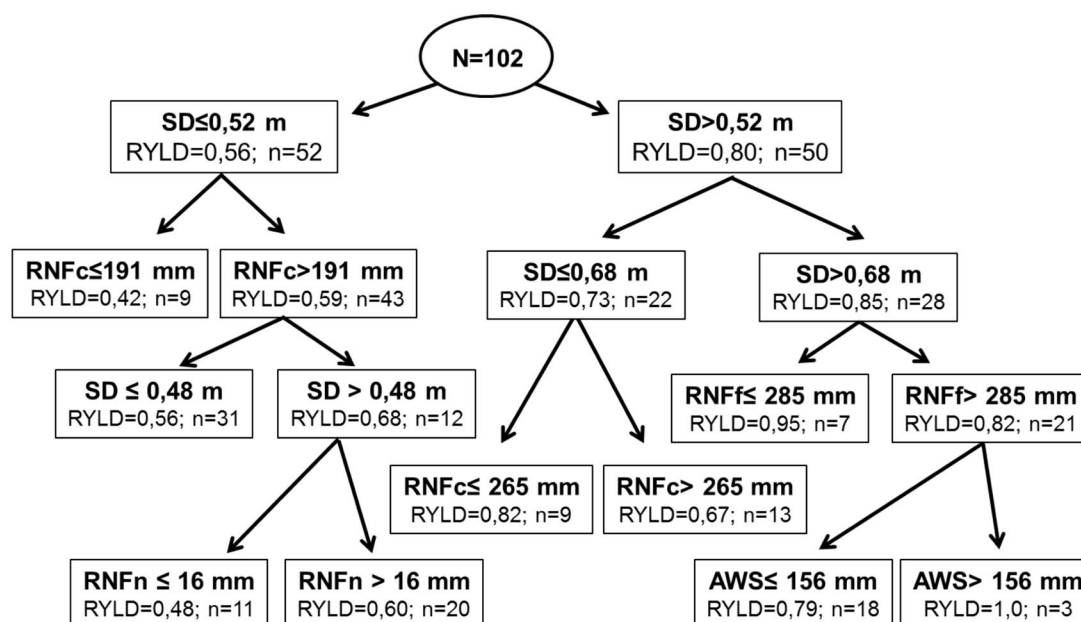 N=102
SD≤0,52 m
RYLD=0,56; n=52
SD>0,52 m
RYLD=0,80; n=50
RNFc≤191 mm
RYLD=0,42; n=9
RNFc>191 mm
RYLD=0,59; n=43
SD≤0,68 m
RYLD=0,73; n=22
SD>0,68 m
RYLD=0,85; n=28
SD ≤ 0,48 m
RYLD=0,56; n=31
SD > 0,48 m
RYLD=0,68; n=12
RNFf≤ 285 mm
RYLD=0,95; n=7
RNFf> 285 mm
RYLD=0,82; n=21
RNFc≤ 265 mm
RYLD=0,82; n=9
RNFc> 265 mm
RYLD=0,67; n=13
RNFn ≤ 16 mm
RYLD=0,48; n=11
RNFn > 16 mm
RYLD=0,60; n=20
AWS≤ 156 mm
RYLD=0,79; n=18
AWS> 156 mm
RYLD=1,0; n=3